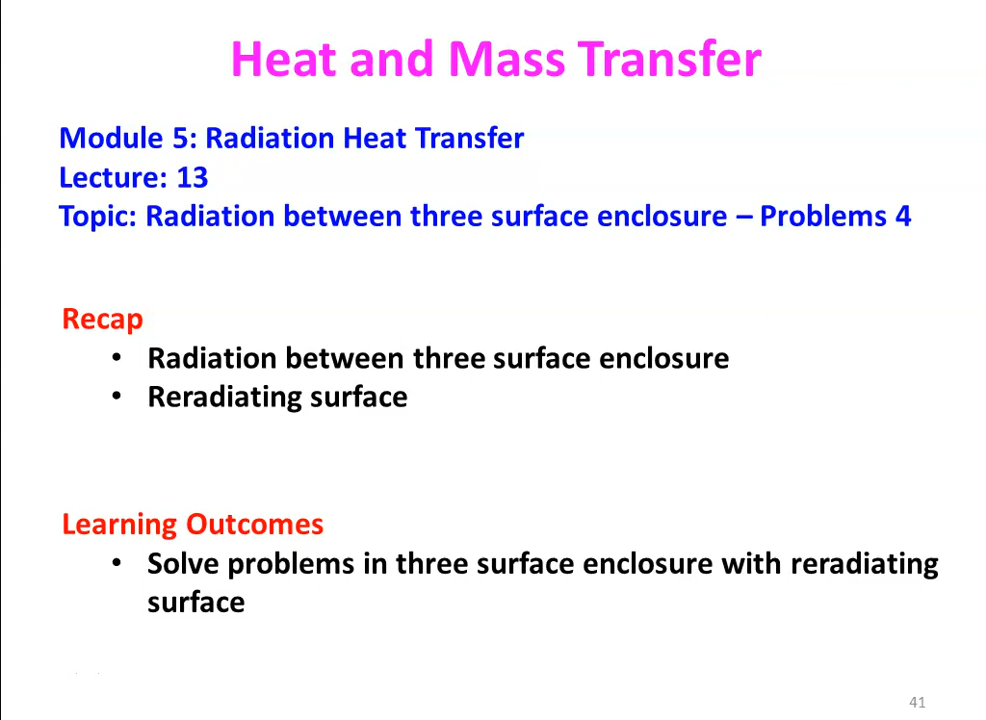 Heat and Mass Transfer
Module 5: Radiation Heat Transfer
Lecture: 13
Topic: Radiation between three surface enclosure – Problems 4
Recap
• Radiation between three surface enclosure
• Reradiating surface
Learning Outcomes
• Solve problems in three surface enclosure with reradiating
surface
41